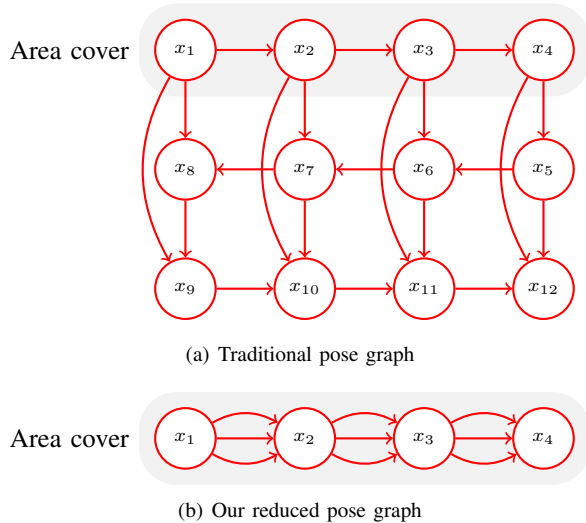 Area cover x₁ x₂ x₃ x₄
x₈ x₇ x₆ x₅
x₉ x₁₀ x₁₁ x₁₂
(a) Traditional pose graph
Area cover x₁ x₂ x₃ x₄
(b) Our reduced pose graph